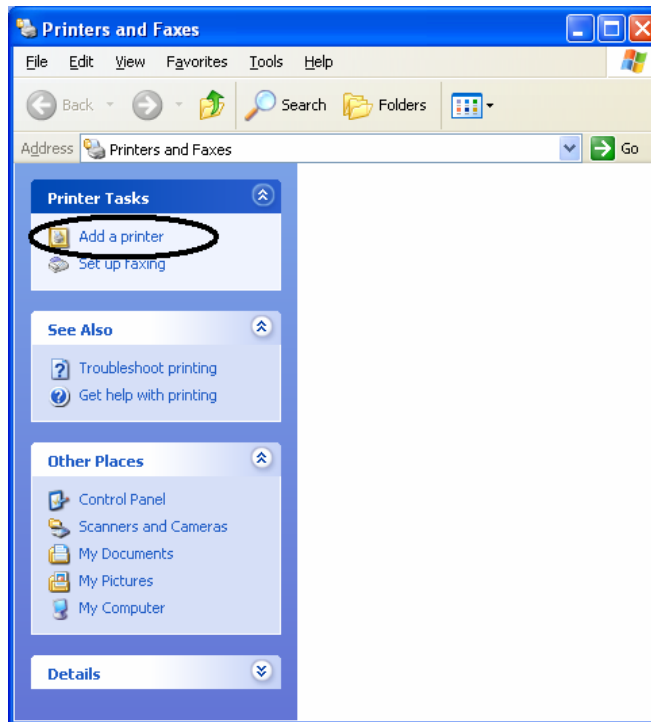 Printers and Faxes
File Edit View Favorites Tools Help
Back Search Folders
Address Printers and Faxes Go
Printer Tasks
Add a printer
Set up faxing
See Also
Troubleshoot printing
Get help with printing
Other Places
Control Panel
Scanners and Cameras
My Documents
My Pictures
My Computer
Details